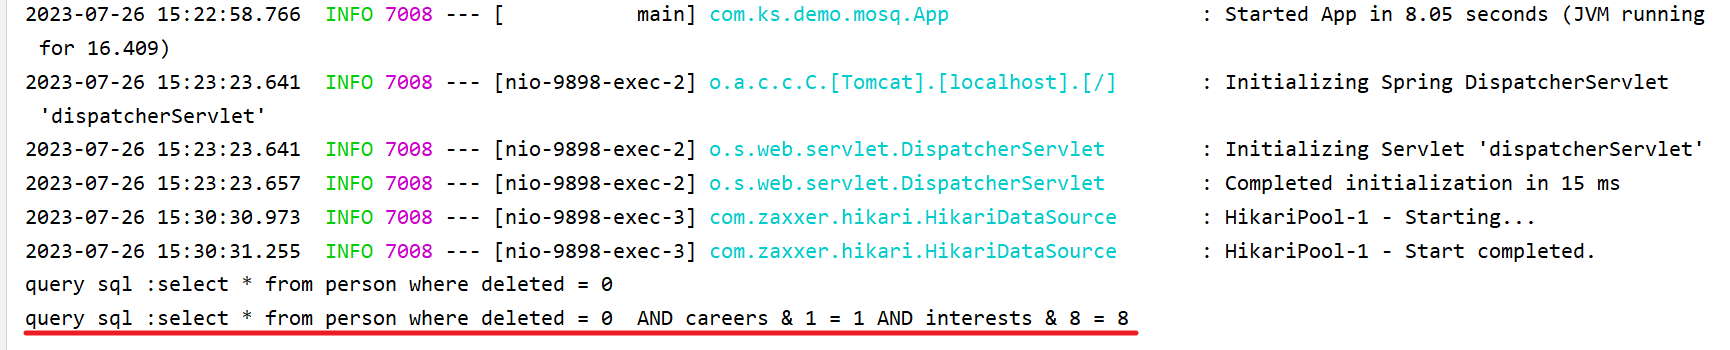 2023-07-26 15:22:58.766  INFO 7008 --- [           main] com.ks.demo.mosq.App                     : Started App in 8.05 seconds (JVM running
for 16.409)
2023-07-26 15:23:23.641  INFO 7008 --- [nio-9898-exec-2] o.a.c.c.C.[Tomcat].[localhost].[/]       : Initializing Spring DispatcherServlet
'dispatcherServlet'
2023-07-26 15:23:23.641  INFO 7008 --- [nio-9898-exec-2] o.s.web.servlet.DispatcherServlet        : Initializing Servlet 'dispatcherServlet'
2023-07-26 15:23:23.657  INFO 7008 --- [nio-9898-exec-2] o.s.web.servlet.DispatcherServlet        : Completed initialization in 15 ms
2023-07-26 15:30:30.973  INFO 7008 --- [nio-9898-exec-3] com.zaxxer.hikari.HikariDataSource       : HikariPool-1 - Starting...
2023-07-26 15:30:31.255  INFO 7008 --- [nio-9898-exec-3] com.zaxxer.hikari.HikariDataSource       : HikariPool-1 - Start completed.
query sql :select * from person where deleted = 0
query sql :select * from person where deleted = 0  AND careers & 1 = 1 AND interests & 8 = 8